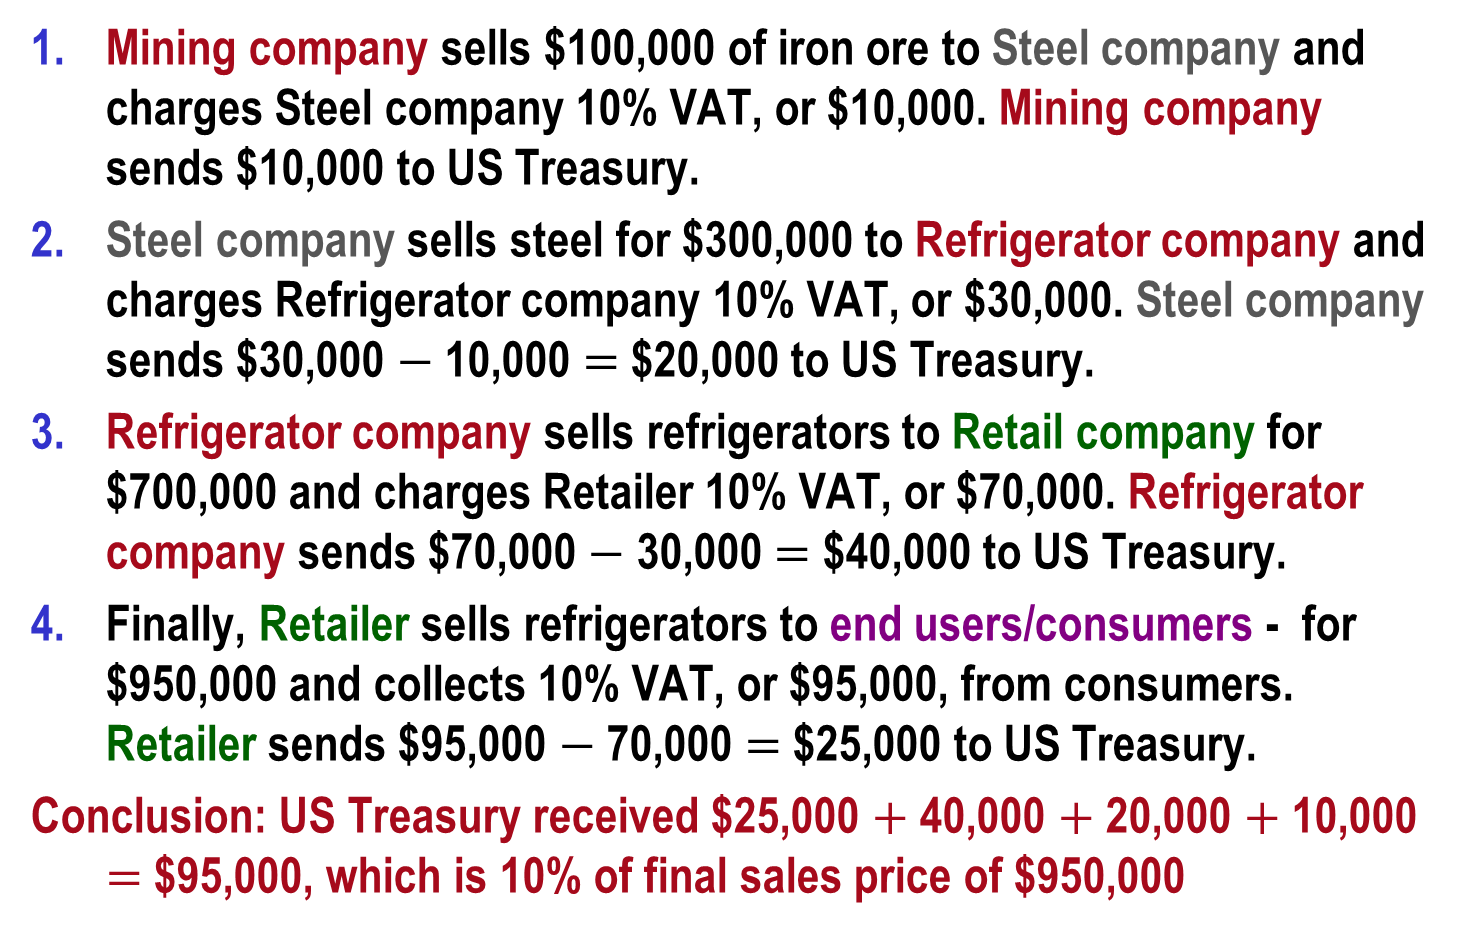 1. Mining company sells $100,000 of iron ore to Steel company and
charges Steel company 10% VAT, or $10,000. Mining company
sends $10,000 to US Treasury.
2. Steel company sells steel for $300,000 to Refrigerator company and
charges Refrigerator company 10% VAT, or $30,000. Steel company
sends $30,000 − 10,000 = $20,000 to US Treasury.
3. Refrigerator company sells refrigerators to Retail company for
$700,000 and charges Retailer 10% VAT, or $70,000. Refrigerator
company sends $70,000 − 30,000 = $40,000 to US Treasury.
4. Finally, Retailer sells refrigerators to end users/consumers - for
$950,000 and collects 10% VAT, or $95,000, from consumers.
Retailer sends $95,000 − 70,000 = $25,000 to US Treasury.
Conclusion: US Treasury received $25,000 + 40,000 + 20,000 + 10,000
= $95,000, which is 10% of final sales price of $950,000